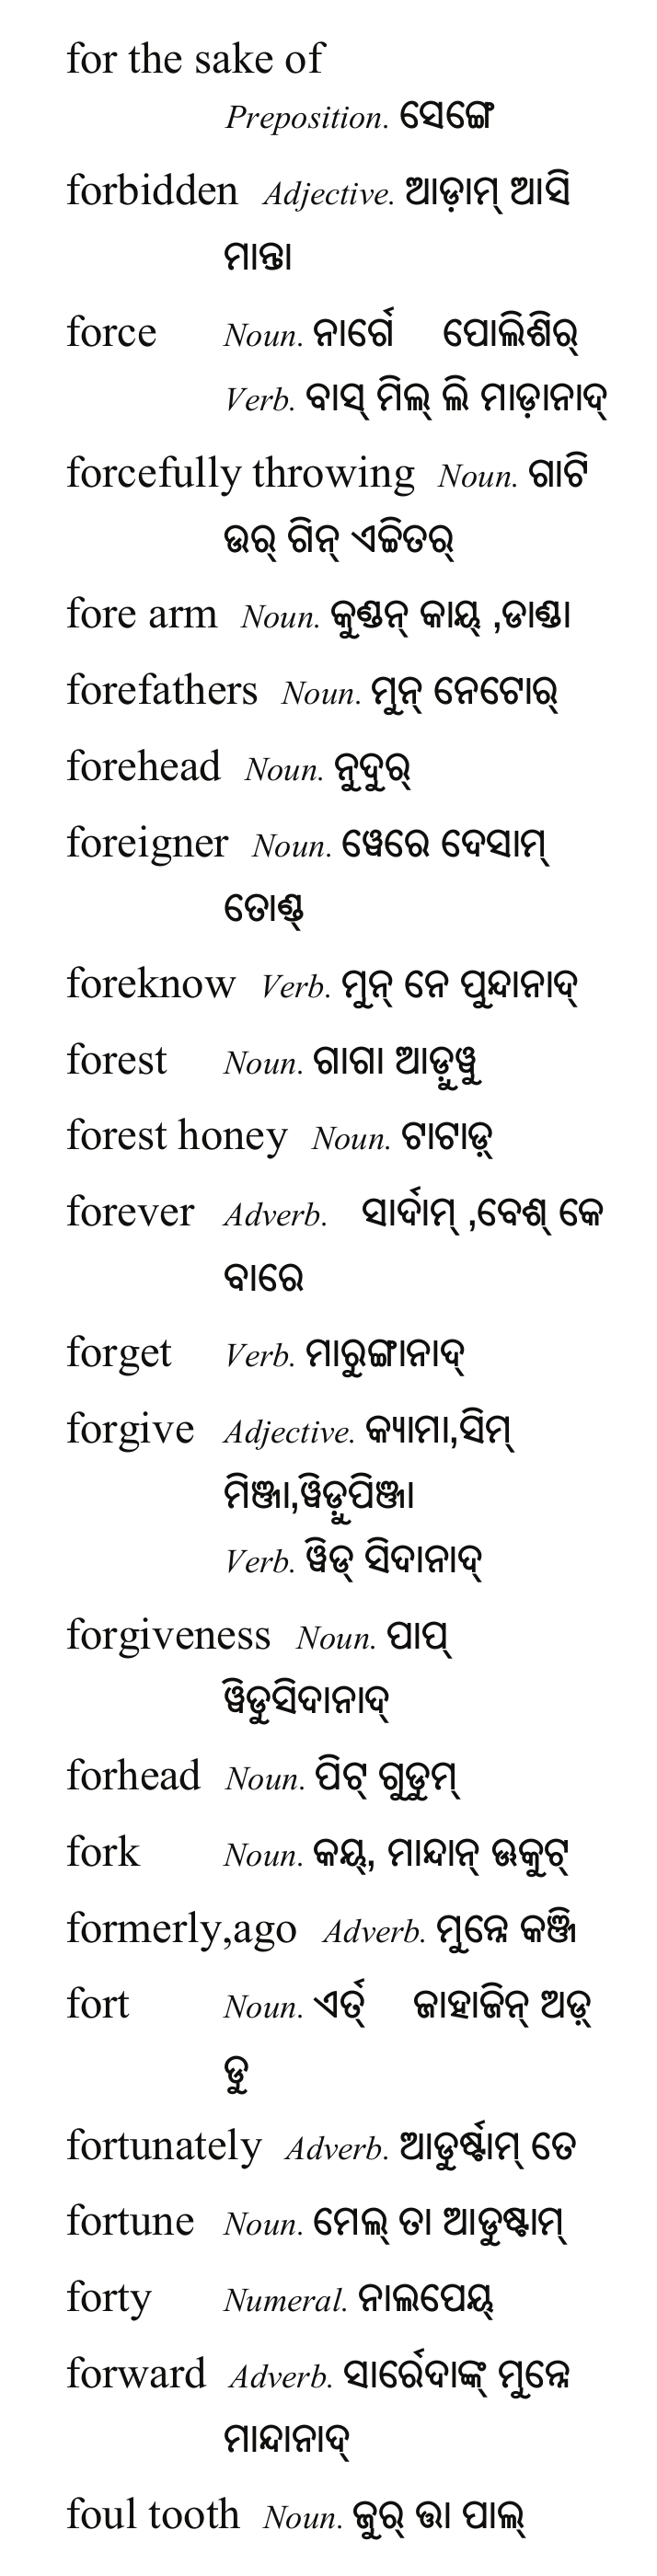 for the sake of
Preposition. ସେଙ୍ଗେ
forbidden Adjective. ଆଡ଼ାମ୍ ଆସି
ମାନ୍ତା
force Noun. ନାର୍ଗେ ପୋଲିଶିର୍
Verb. ବାସ୍ ମିଲ୍ ଲି ମାଡ଼ାନାଦ୍
forcefully throwing Noun. ଗାଟି
ଉର୍ ଗିନ୍ ଏଚ୍ଚିତର୍
fore arm Noun. କୁଣ୍ଡନ୍ କାୟ୍ ,ଡାଣ୍ଡା
forefathers Noun. ମୁନ୍ ନେଟୋର୍
forehead Noun. ନୁଦୁର୍
foreigner Noun. ୱେରେ ଦେସାମ୍
ତୋଣ୍ଡ୍
foreknow Verb. ମୁନ୍ ନେ ପୁନ୍ଦାନାଦ୍
forest Noun. ଗାଗା ଆଡ଼ୁୱୁ
forest honey Noun. ଟାଟାଡ଼୍
forever Adverb. ସାର୍ଦାମ୍ ,ବେଶ୍ କେ
ବାରେ
forget Verb. ମାରୁଙ୍ଗାନାଦ୍
forgive Adjective. କ୍ୟାମା,ସିମ୍
ମିଞ୍ଜା,ୱିଡ଼ୁପିଞ୍ଜା
Verb. ୱିଡ୍ ସିଦାନାଦ୍
forgiveness Noun. ପାପ୍
ୱିଡୁସିଦାନାଦ୍
forhead Noun. ପିଟ୍ ଗୁଡୁମ୍
fork Noun. କୟ୍, ମାନ୍ଦାନ୍ ଊକୁଟ୍
formerly,ago Adverb. ମୁନ୍ନେ କଞ୍ଜି
fort Noun. ଏର୍ତ୍ ଜାହାଜିନ୍ ଅଡ଼୍
ଡୁ
fortunately Adverb. ଆଡୁର୍ଷ୍ଟାମ୍ ତେ
fortune Noun. ମେଲ୍ ତା ଆଡୁଷ୍ଟାମ୍
forty Numeral. ନାଲପେୟ୍
forward Adverb. ସାର୍ରେଦାଙ୍କ୍ ମୁନ୍ନେ
ମାନ୍ଦାନାଦ୍
foul tooth Noun. ଜୁର୍ ତ୍ତା ପାଲ୍